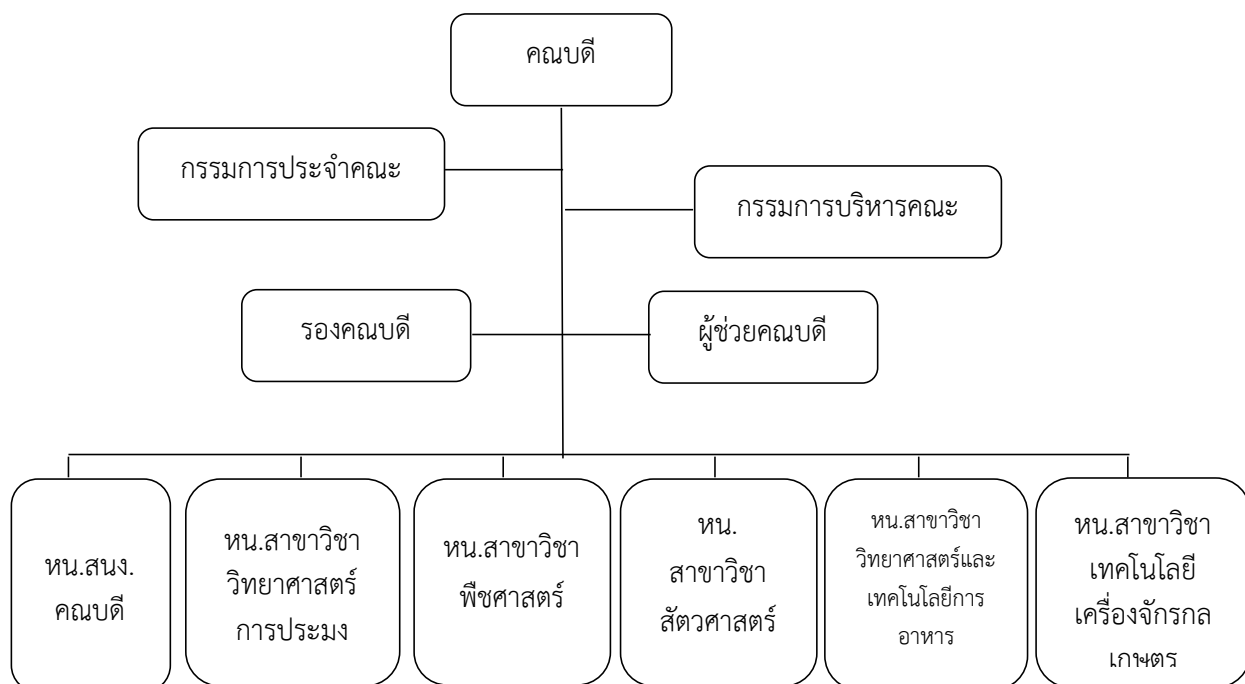 คณบดี
กรรมการประจำคณะ
กรรมการบริหารคณะ
รองคณบดี
ผู้ช่วยคณบดี
หน.สนง.
คณบดี
หน.สาขาวิชา
วิทยาศาสตร์
การประมง
หน.สาขาวิชา
พืชศาสตร์
หน.
สาขาวิชา
สัตวศาสตร์
หน.สาขาวิชา
วิทยาศาสตร์และ
เทคโนโลยีการ
อาหาร
หน.สาขาวิชา
เทคโนโลยี
เครื่องจักรกล
เกษตร